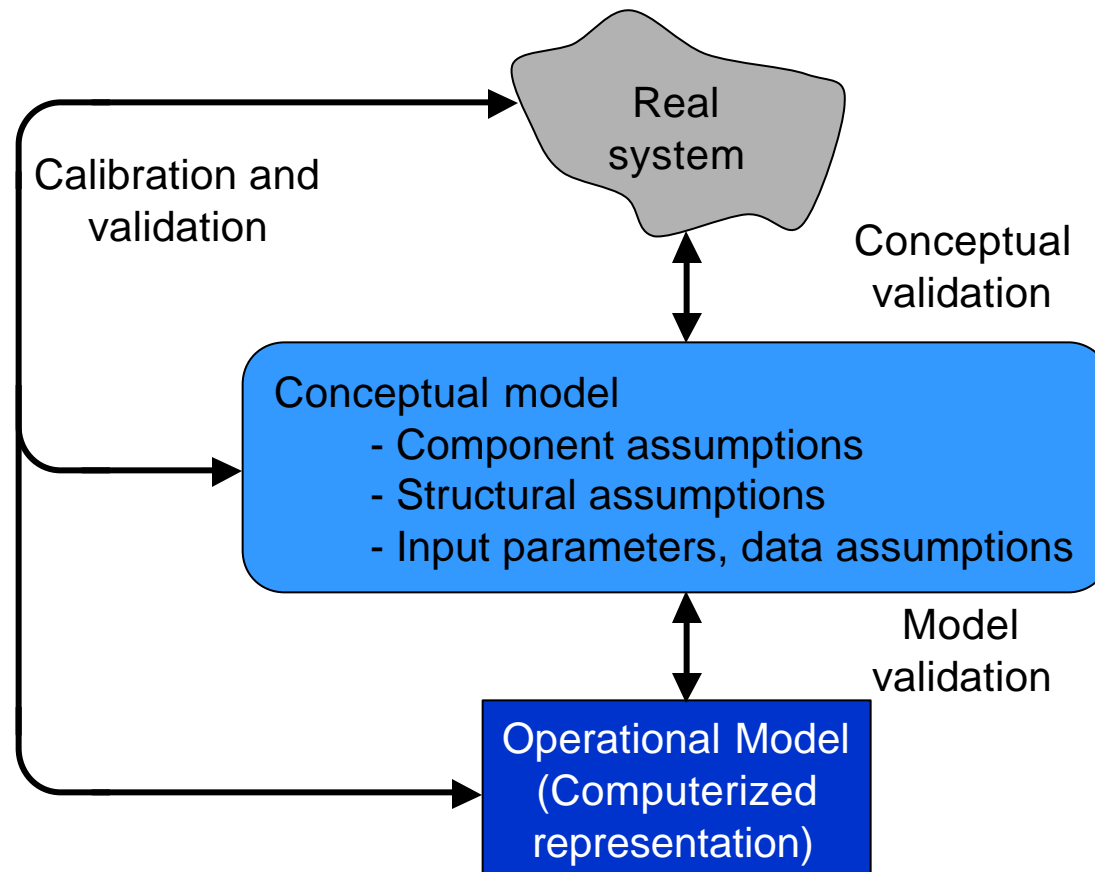 Real
system
Calibration and
validation
Conceptual
validation
Conceptual model
- Component assumptions
- Structural assumptions
- Input parameters, data assumptions
Model
validation
Operational Model
(Computerized
representation)